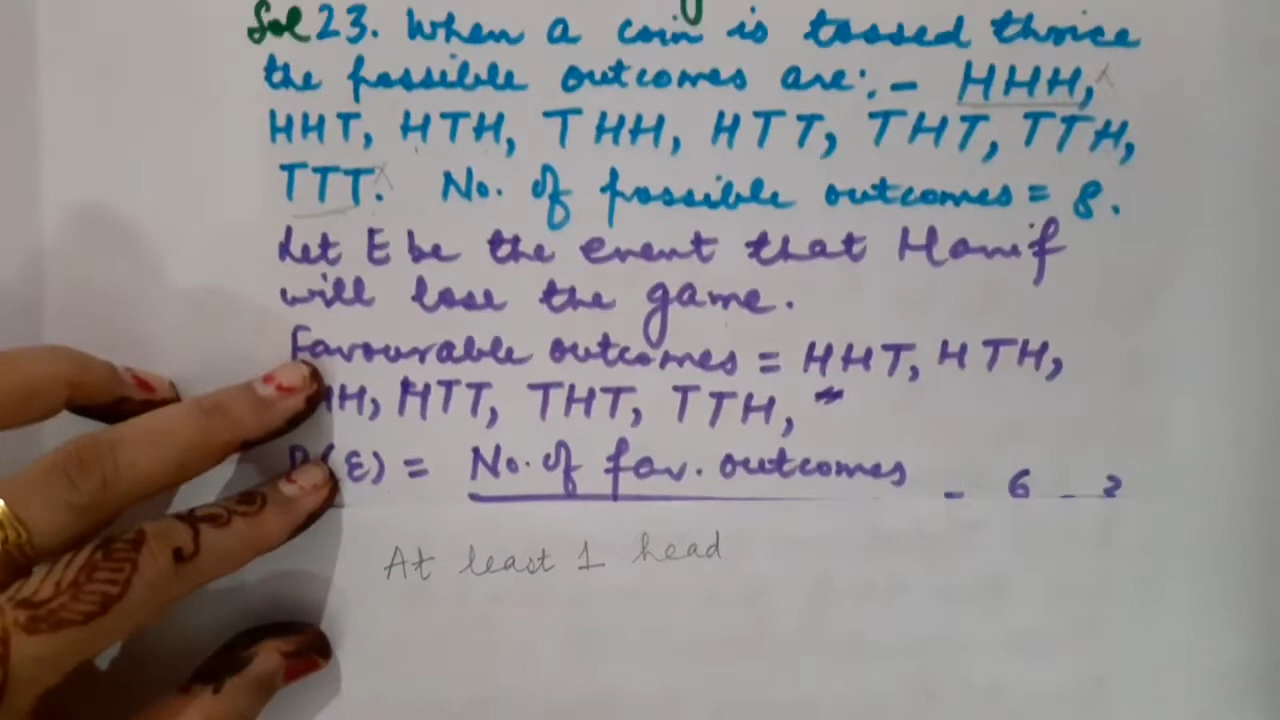 Sol 23. When a coin is tossed thrice
the possible outcomes are:- HHH,
HHT, HTH, THH, HTT, THT, TTH,
TTT. No. of possible outcomes = 8.
Let E be the event that Hanif
will lose the game.
Favourable outcomes = HHT, HTH,
HH, HTT, THT, TTH,
(E) = No. of fav. outcomes - 6 -
At least 1 head